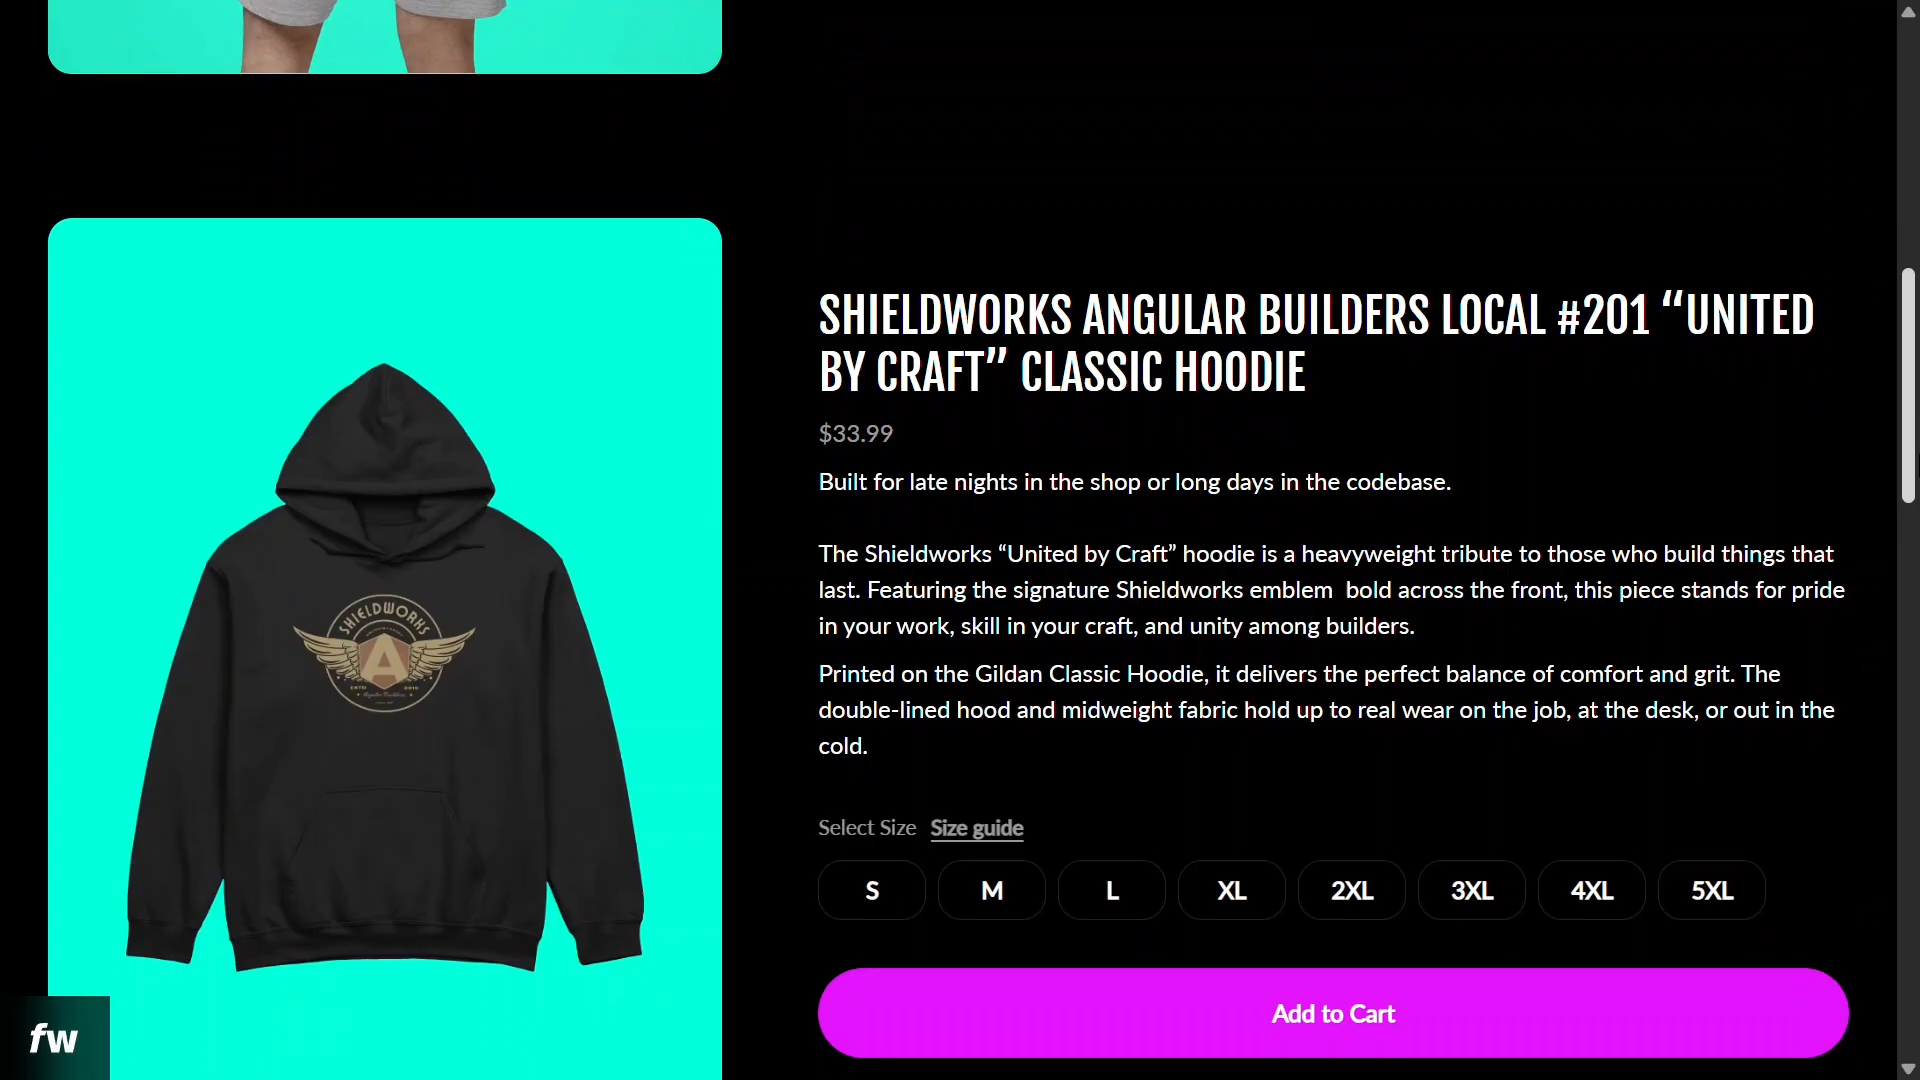 SHIELDWORKS ANGULAR BUILDERS LOCAL #201 “UNITED
BY CRAFT” CLASSIC HOODIE
$33.99
Built for late nights in the shop or long days in the codebase.
The Shieldworks “United by Craft” hoodie is a heavyweight tribute to those who build things that
last. Featuring the signature Shieldworks emblem  bold across the front, this piece stands for pride
in your work, skill in your craft, and unity among builders.
Printed on the Gildan Classic Hoodie, it delivers the perfect balance of comfort and grit. The
double-lined hood and midweight fabric hold up to real wear on the job, at the desk, or out in the
cold.
Select Size Size guide
S M L XL 2XL 3XL 4XL 5XL
Add to Cart
SHIELDWORKS
A
fw